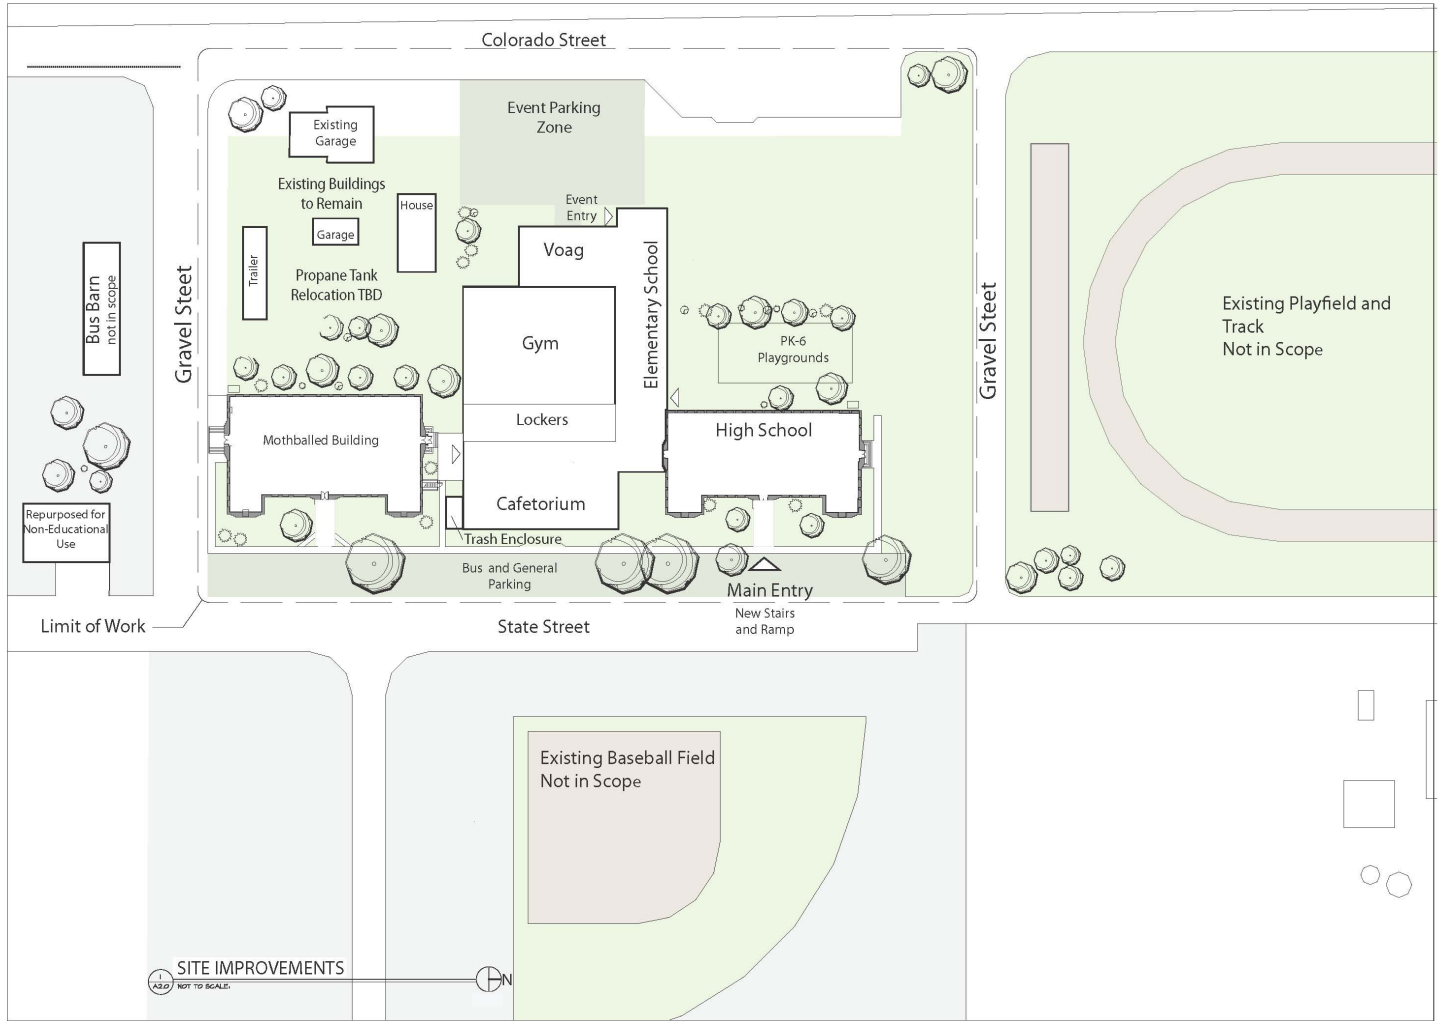 Colorado Street
Event Parking
Zone
Existing
Garage
Existing Buildings
to Remain
House
Garage
Event
Entry
Voag
Trailer
Propane Tank
Relocation TBD
Elementary School
Gravel Steet
Bus Barn
not in scope
Gym
PK-6
Playgrounds
Gravel Steet
Existing Playfield and
Track
Not in Scope
Lockers
High School
Mothballed Building
Cafetorium
Repurposed for
Non-Educational
Use
Trash Enclosure
Bus and General
Parking
Main Entry
New Stairs
and Ramp
Limit of Work
State Street
Existing Baseball Field
Not in Scope
1
A2.0
SITE IMPROVEMENTS
NOT TO SCALE.
N